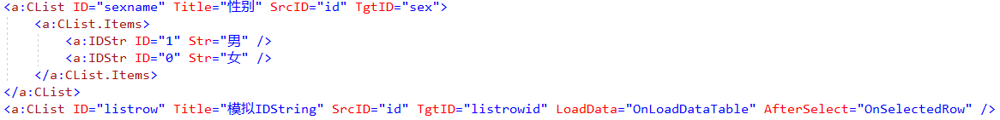 <a:CList ID="sexname" Title="性别" SrcID="id" TgtID="sex">
<a:CList.Items>
<a:IDStr ID="1" Str="男" />
<a:IDStr ID="0" Str="女" />
</a:CList.Items>
</a:CList>
<a:CList ID="listrow" Title="模拟IDString" SrcID="id" TgtID="listrowid" LoadData="OnLoadDataTable" AfterSelect="OnSelectedRow" />